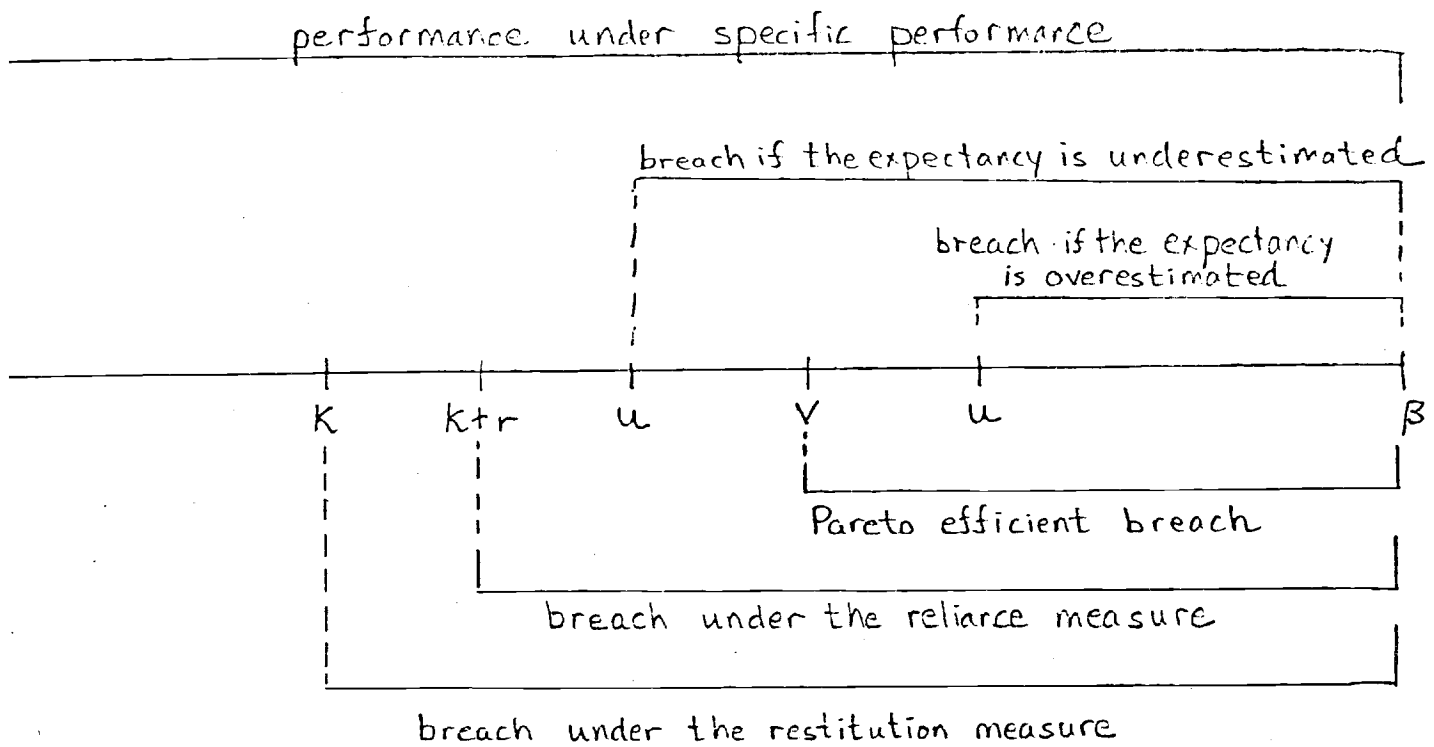 performance under specific performance
breach if the expectancy is underestimated
breach if the expectancy
is overestimated
K k+r u v u β
Pareto efficient breach
breach under the reliance measure
breach under the restitution measure